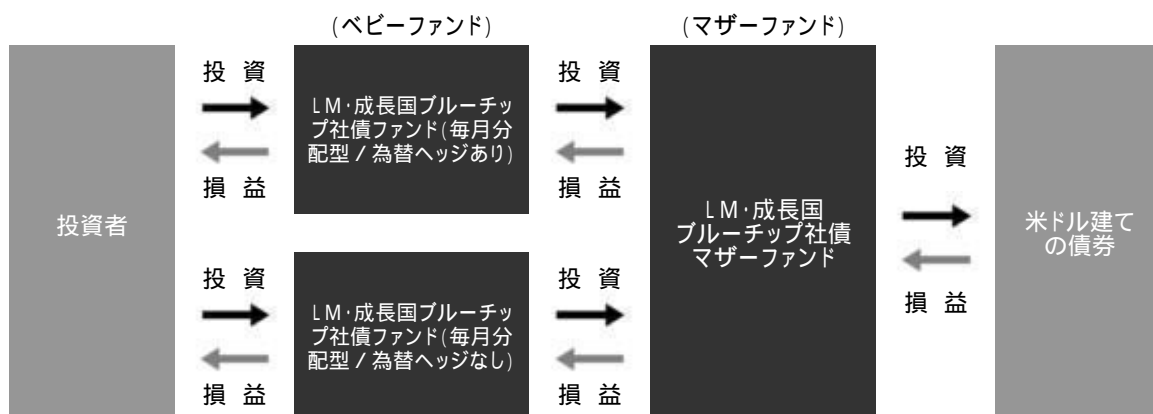 (ベビーファンド)
(マザーファンド)
投資者
投 資
損 益
LM・成長国ブルーチッ
プ社債ファンド(毎月分
配型／為替ヘッジあり)
投 資
損 益
投 資
損 益
LM・成長国ブルーチッ
プ社債ファンド(毎月分
配型／為替ヘッジなし)
投 資
損 益
LM・成長国
ブルーチップ社債
マザーファンド
投 資
損 益
米ドル建て
の債券